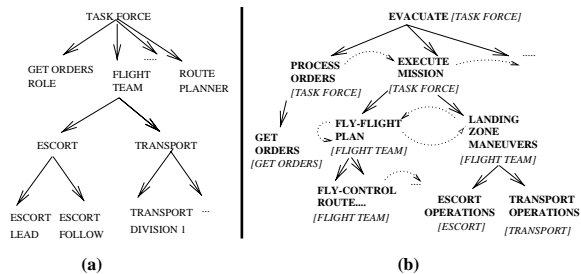 TASK FORCE
.....
GET ORDERS
ROLE
FLIGHT
TEAM
ROUTE
PLANNER
ESCORT
TRANSPORT
ESCORT
LEAD
ESCORT
FOLLOW
TRANSPORT
DIVISION 1
...
(a)
EVACUATE [TASK FORCE]
PROCESS
ORDERS
[TASK FORCE]
EXECUTE
MISSION
[TASK FORCE]
.....
GET
ORDERS
[GET ORDERS]
FLY-FLIGHT
PLAN
[FLIGHT TEAM]
LANDING
ZONE
MANEUVERS
[FLIGHT TEAM]
FLY-CONTROL
ROUTE....
[FLIGHT TEAM]
...
ESCORT
OPERATIONS
[ESCORT]
TRANSPORT
OPERATIONS
[TRANSPORT]
(b)